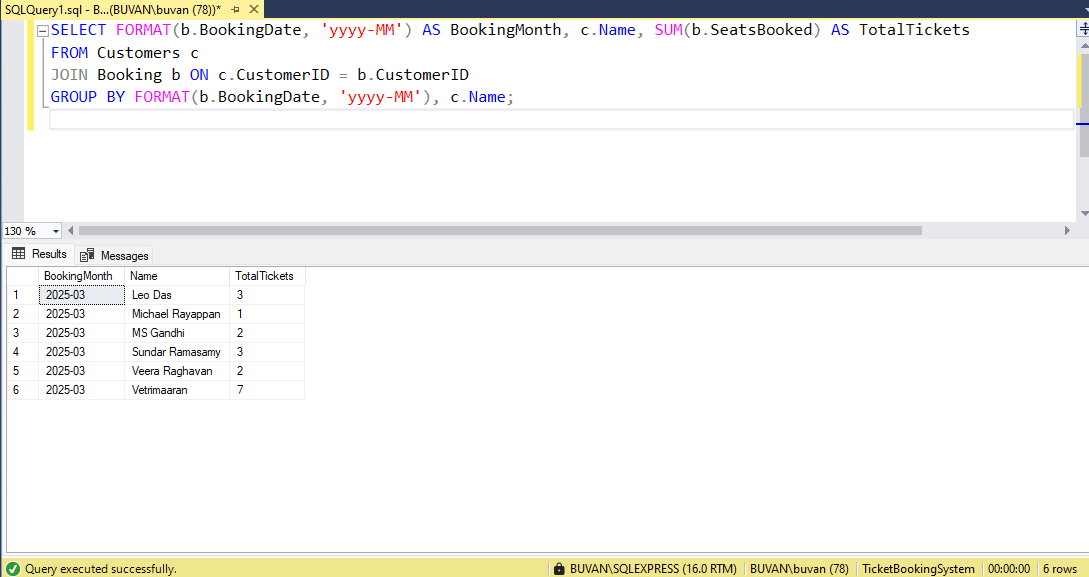 SQLQuery1.sql - B...(BUVAN\buvan (78))*
SELECT FORMAT(b.BookingDate, 'yyyy-MM') AS BookingMonth, c.Name, SUM(b.SeatsBooked) AS TotalTickets
FROM Customers c
JOIN Booking b ON c.CustomerID = b.CustomerID
GROUP BY FORMAT(b.BookingDate, 'yyyy-MM'), c.Name;
130 %
Results Messages
BookingMonth Name TotalTickets
1 2025-03 Leo Das 3
2 2025-03 Michael Rayappan 1
3 2025-03 MS Gandhi 2
4 2025-03 Sundar Ramasamy 3
5 2025-03 Veera Raghavan 2
6 2025-03 Vetrimaaran 7
Query executed successfully. BUVAN\SQLEXPRESS (16.0 RTM) BUVAN\buvan (78) TicketBookingSystem 00:00:00 6 rows